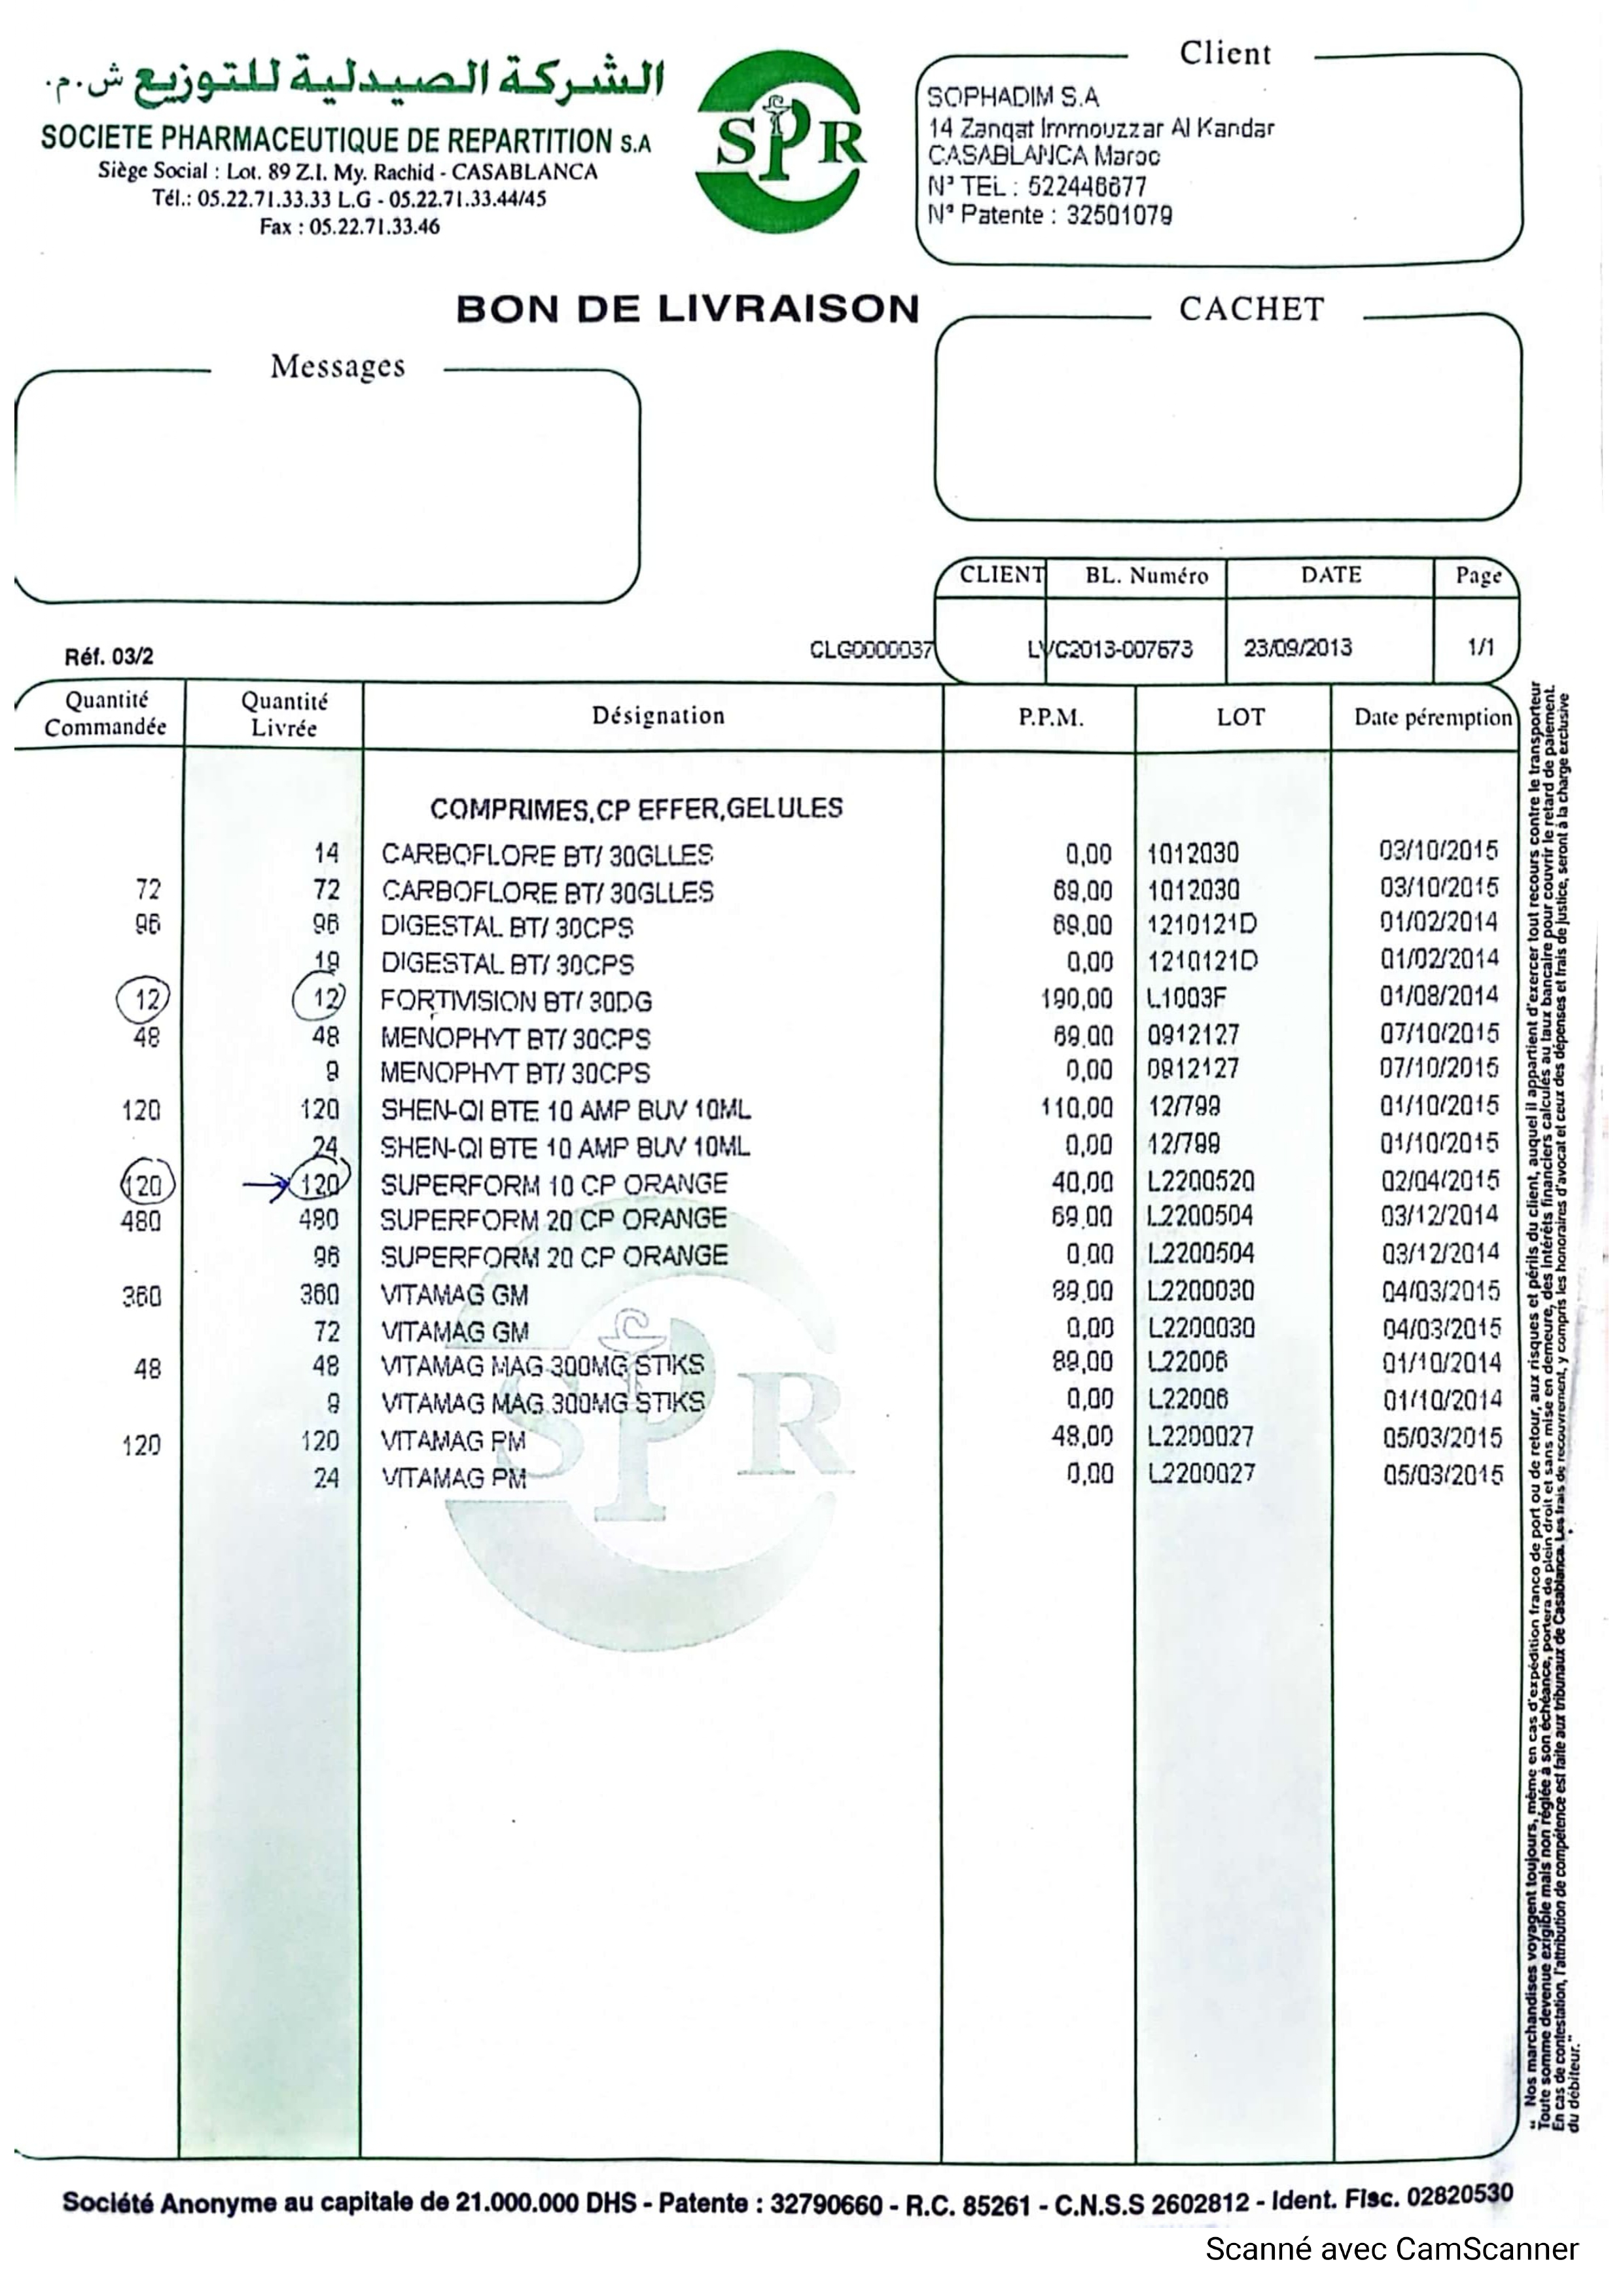 الشركة الصيدلية للتوزيع ش.م.
SOCIETE PHARMACEUTIQUE DE REPARTITION S.A
Siège Social : Lot. 89 Z.I. My. Rachid - CASABLANCA
Tél.: 05.22.71.33.33 L.G - 05.22.71.33.44/45
Fax : 05.22.71.33.46
SPR
Client
SOPHADIM S.A
14 Zanqat Immouzzar Al Kandar
CASABLANCA Maroc
N° TEL : 522448677
N° Patente : 32501079
BON DE LIVRAISON
CACHET
Messages
CLIENT BL. Numéro DATE Page
CLG0000037 LVC2013-007673 23/09/2013 1/1
Réf. 03/2
Quantité Commandée Quantité Livrée Désignation P.P.M. LOT Date péremption
COMPRIMES,CP EFFER,GELULES
14 CARBOFLORE BT/ 30GLLES 0,00 1012030 03/10/2015
72 72 CARBOFLORE BT/ 30GLLES 69,00 1012030 03/10/2015
96 96 DIGESTAL BT/ 30CPS 69,00 1210121D 01/02/2014
19 DIGESTAL BT/ 30CPS 0,00 1210121D 01/02/2014
12 12 FORTIVISION BT/ 30DG 190,00 L1003F 01/08/2014
48 48 MENOPHYT BT/ 30CPS 69,00 0912127 07/10/2015
9 MENOPHYT BT/ 30CPS 0,00 0912127 07/10/2015
120 120 SHEN-QI BTE 10 AMP BUV 10ML 110,00 12/799 01/10/2015
24 SHEN-QI BTE 10 AMP BUV 10ML 0,00 12/799 01/10/2015
120 120 SUPERFORM 10 CP ORANGE 40,00 L2200520 02/04/2015
480 480 SUPERFORM 20 CP ORANGE 69,00 L2200504 03/12/2014
96 SUPERFORM 20 CP ORANGE 0,00 L2200504 03/12/2014
360 360 VITAMAG GM 89,00 L2200030 04/03/2015
72 VITAMAG GM 0,00 L2200030 04/03/2015
48 48 VITAMAG MAG 300MG STIKS 89,00 L22006 01/10/2014
9 VITAMAG MAG 300MG STIKS 0,00 L22006 01/10/2014
120 120 VITAMAG PM 48,00 L2200027 05/03/2015
24 VITAMAG PM 0,00 L2200027 05/03/2015
SPR
" Nos marchandises voyagent toujours, même en cas d'expédition franco de port ou de retour, aux risques et périls du client, auquel il appartient d'exercer tout recours contre le transporteur
Toute somme devenue exigible mais non réglée à son échéance, portera de plein droit et sans mise en demeure, des intérêts financiers calculés au taux bancaire pour couvrir le retard de paiement.
En cas de contestation, l'attribution de compétence est faite aux tribunaux de Casablanca. Les frais de recouvrement, y compris les honoraires d'avocat et ceux des dépenses et frais de justice, seront à la charge exclusive
du débiteur."
Société Anonyme au capitale de 21.000.000 DHS - Patente : 32790660 - R.C. 85261 - C.N.S.S 2602812 - Ident. Fisc. 02820530
Scanné avec CamScanner